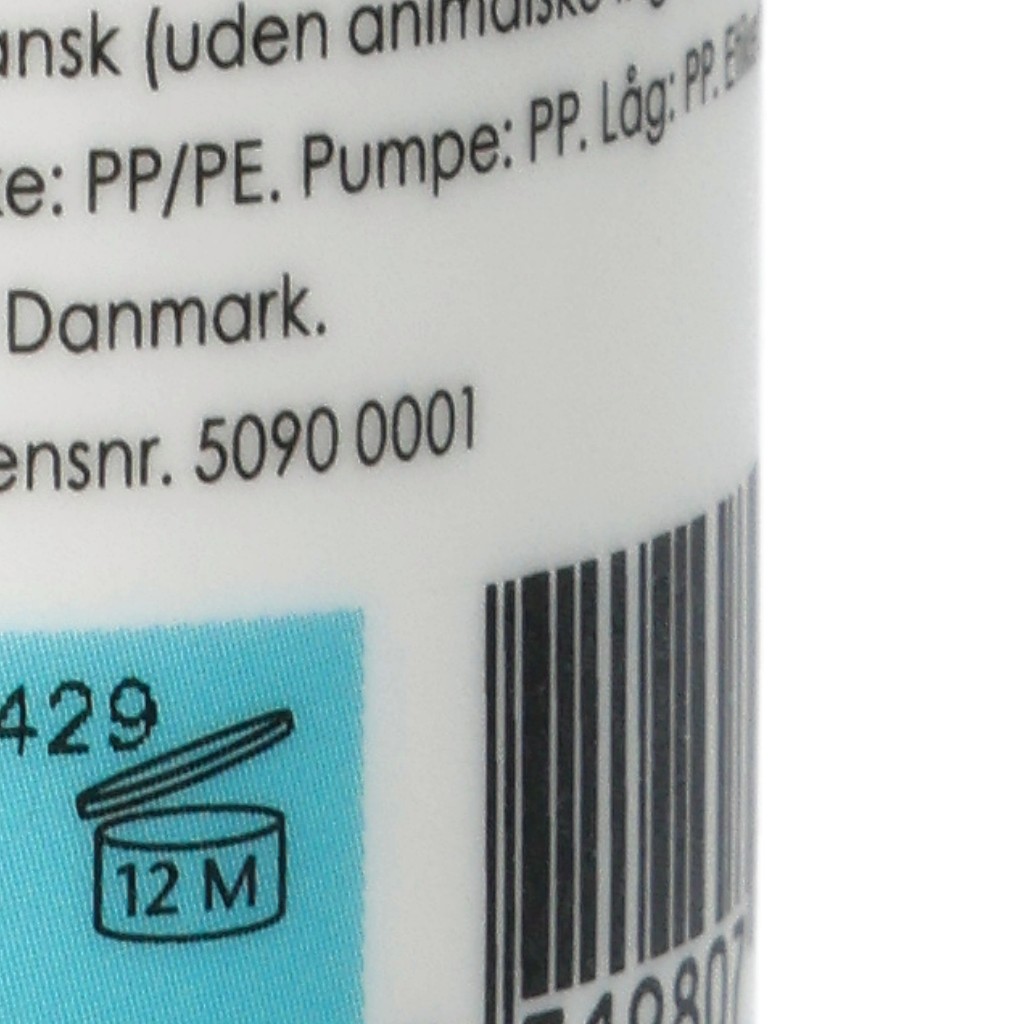 ansk (uden animalske
e: PP/PE. Pumpe: PP. Låg: PP.
Danmark.
ensnr. 5090 0001
429
12 M